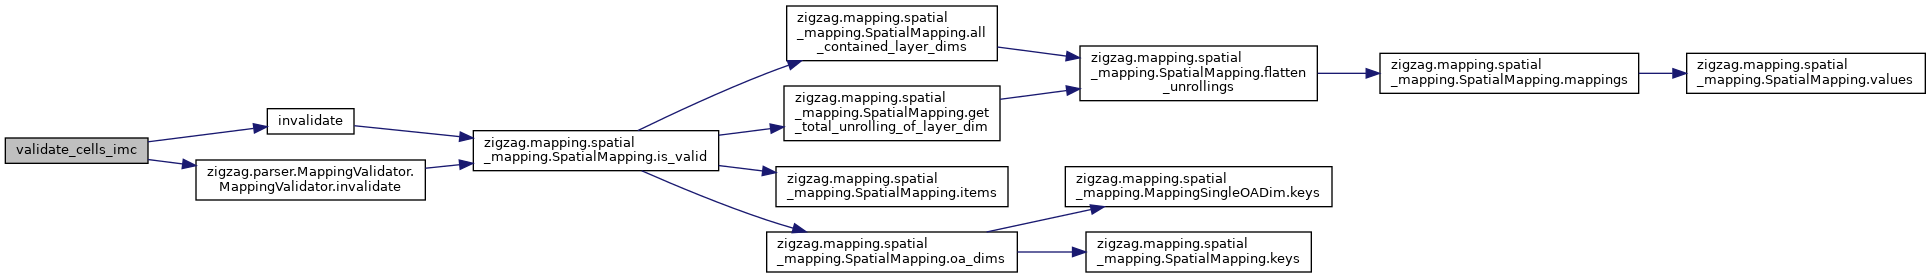 validate_cells_imc
invalidate
zigzag.parser.MappingValidator.
MappingValidator.invalidate
zigzag.mapping.spatial
_mapping.SpatialMapping.is_valid
zigzag.mapping.spatial
_mapping.SpatialMapping.all
_contained_layer_dims
zigzag.mapping.spatial
_mapping.SpatialMapping.get
_total_unrolling_of_layer_dim
zigzag.mapping.spatial
_mapping.SpatialMapping.items
zigzag.mapping.spatial
_mapping.SpatialMapping.oa_dims
zigzag.mapping.spatial
_mapping.SpatialMapping.flatten
_unrollings
zigzag.mapping.spatial
_mapping.MappingSingleOADim.keys
zigzag.mapping.spatial
_mapping.SpatialMapping.keys
zigzag.mapping.spatial
_mapping.SpatialMapping.mappings
zigzag.mapping.spatial
_mapping.SpatialMapping.values